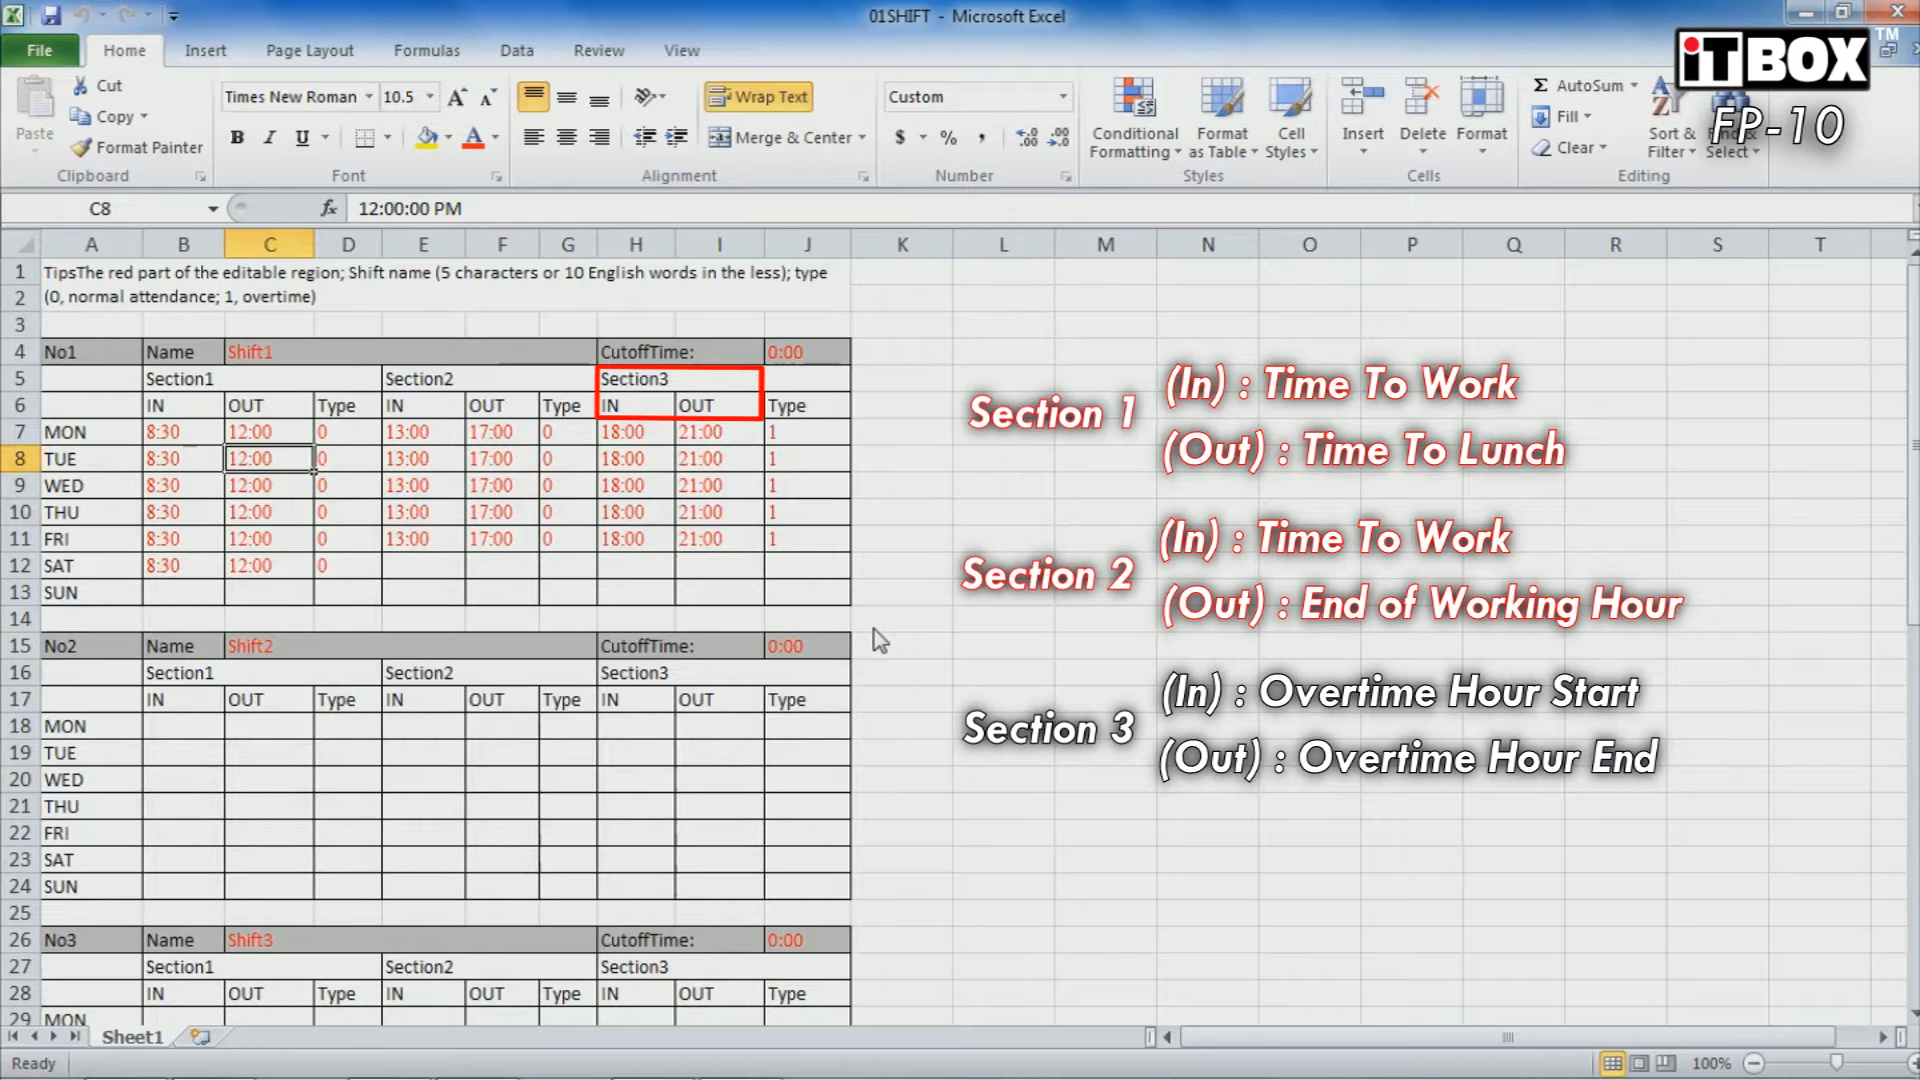 01SHIFT - Microsoft Excel
File Home Insert Page Layout Formulas Data Review View
iTBOX TM
FP-10
Paste
Cut
Copy
Format Painter
Clipboard
Times New Roman 10.5
B I U A
Font
Wrap Text
Merge & Center
Alignment
Custom
$ % ,
Number
Conditional Formatting
Format as Table
Cell Styles
Styles
Insert Delete Format
Cells
AutoSum
Fill
Clear
Sort & Filter
Select
Editing
C8 fx 12:00:00 PM
A B C D E F G H I J K L M N O P Q R S T
1 TipsThe red part of the editable region; Shift name (5 characters or 10 English words in the less); type
2 (0, normal attendance; 1, overtime)
3
4 No1 Name Shift1 CutoffTime: 0:00
5 Section1 Section2 Section3
6 IN OUT Type IN OUT Type IN OUT Type
7 MON 8:30 12:00 0 13:00 17:00 0 18:00 21:00 1
8 TUE 8:30 12:00 0 13:00 17:00 0 18:00 21:00 1
9 WED 8:30 12:00 0 13:00 17:00 0 18:00 21:00 1
10 THU 8:30 12:00 0 13:00 17:00 0 18:00 21:00 1
11 FRI 8:30 12:00 0 13:00 17:00 0 18:00 21:00 1
12 SAT 8:30 12:00 0
13 SUN
14
15 No2 Name Shift2 CutoffTime: 0:00
16 Section1 Section2 Section3
17 IN OUT Type IN OUT Type IN OUT Type
18 MON
19 TUE
20 WED
21 THU
22 FRI
23 SAT
24 SUN
25
26 No3 Name Shift3 CutoffTime: 0:00
27 Section1 Section2 Section3
28 IN OUT Type IN OUT Type IN OUT Type
29 MON
Section 1
(In) : Time To Work
(Out) : Time To Lunch
Section 2
(In) : Time To Work
(Out) : End of Working Hour
Section 3
(In) : Overtime Hour Start
(Out) : Overtime Hour End
Sheet1
Ready 100%